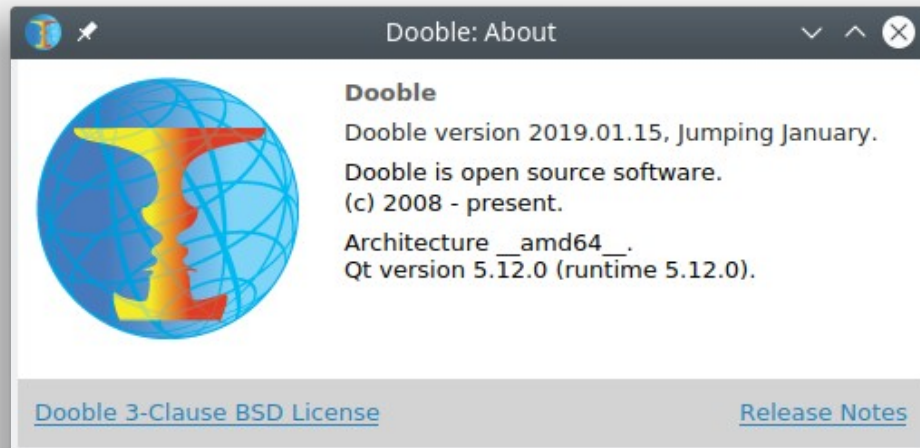 Dooble: About
Dooble
Dooble version 2019.01.15, Jumping January.
Dooble is open source software.
(c) 2008 - present.
Architecture __amd64__.
Qt version 5.12.0 (runtime 5.12.0).
Dooble 3-Clause BSD License
Release Notes